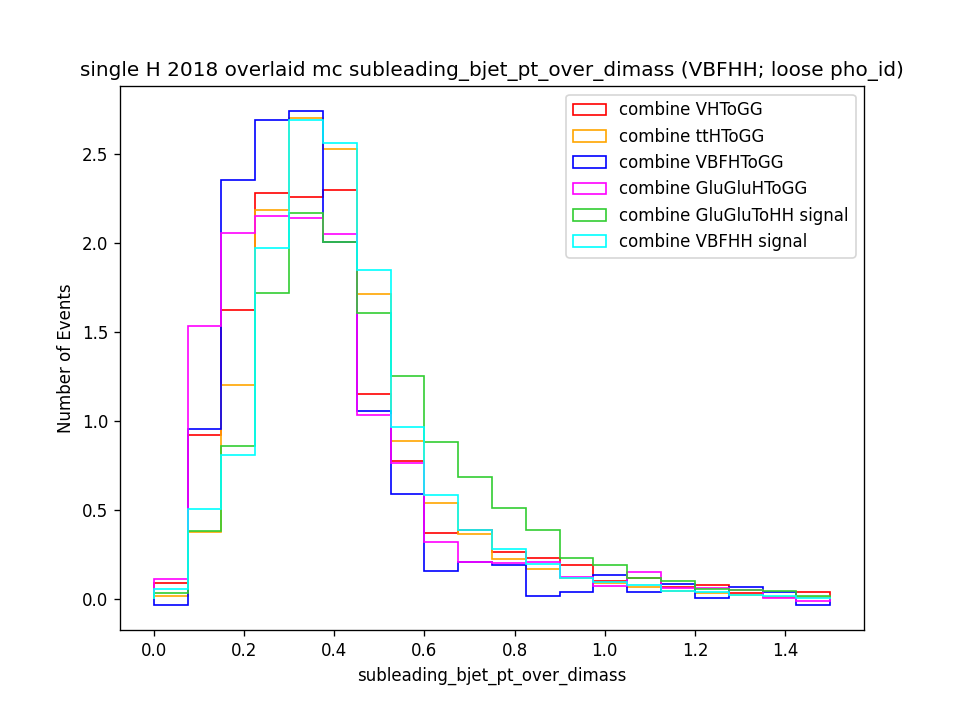 single H 2018 overlaid mc subleading_bjet_pt_over_dimass (VBFHH; loose pho_id)
combine VHToGG
combine ttHToGG
combine VBFHToGG
combine GluGluHToGG
combine GluGluToHH signal
combine VBFHH signal
Number of Events
2.5
2.0
1.5
1.0
0.5
0.0
0.0 0.2 0.4 0.6 0.8 1.0 1.2 1.4
subleading_bjet_pt_over_dimass